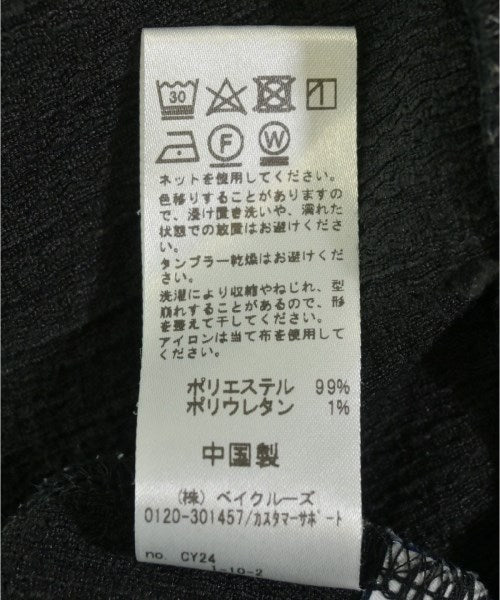 30
F W
ネットを使用してください。
色移りすることがありますの
で、浸け置き洗いや、濡れた
状態での放置はお避けくださ
い。
タンブラー乾燥はお避けくだ
さい。
洗濯により収縮やねじれ、型
崩れすることがあるので、形
を整えて干してください。
アイロンは当て布を使用して
ください。
ポリエステル 99%
ポリウレタン 1%
中国製
(株) ベイクルーズ
0120-301457/カスタマーサポート
no. CY24
1-10-2